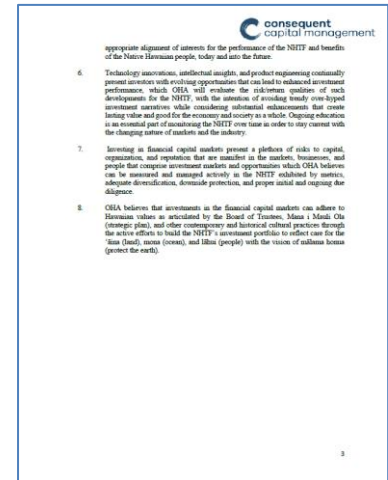 consequent
capital management
appropriate alignment of interests for the performance of the NHTF and benefits
of the Native Hawaiian people, today and into the future.
6. Technology innovations, intellectual insights, and product engineering continually
present investors with evolving opportunities that can lead to enhanced investment
performance, which OHA will evaluate the risk/return qualities of such
developments for the NHTF, with the intention of avoiding trendy over-hyped
investment narratives while considering substantial enhancements that create
lasting value and good for the economy and society as a whole. Ongoing education
is an essential part of monitoring the NHTF over time in order to stay current with
the changing nature of markets and the industry.
7. Investing in financial capital markets present a plethora of risks to capital,
organization, and reputation that are manifest in the markets, businesses, and
people that comprise investment markets and opportunities which OHA believes
can be measured and managed actively in the NHTF exhibited by metrics,
adequate diversification, downside protection, and proper initial and ongoing due
diligence.
8. OHA believes that investments in the financial capital markets can adhere to
Hawaiian values as articulated by the Board of Trustees, Mana i Mauli Ola
(strategic plan), and other contemporary and historical cultural practices through
the active efforts to build the NHTF's investment portfolio to reflect care for the
ʻāina (land), moana (ocean), and lāhui (people) with the vision of mālama honua
(protect the earth).
3